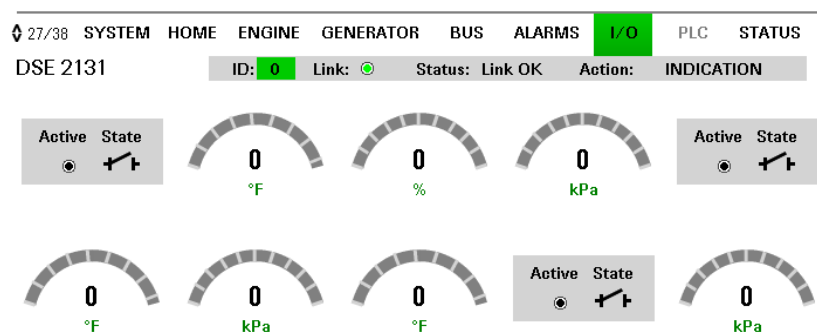 27/38 SYSTEM HOME ENGINE GENERATOR BUS ALARMS I/O PLC STATUS
DSE 2131 ID: 0 Link: Status: Link OK Action: INDICATION
Active State 0 0 0 Active State
°F % kPa
0 0 0 Active State 0
°F kPa °F kPa